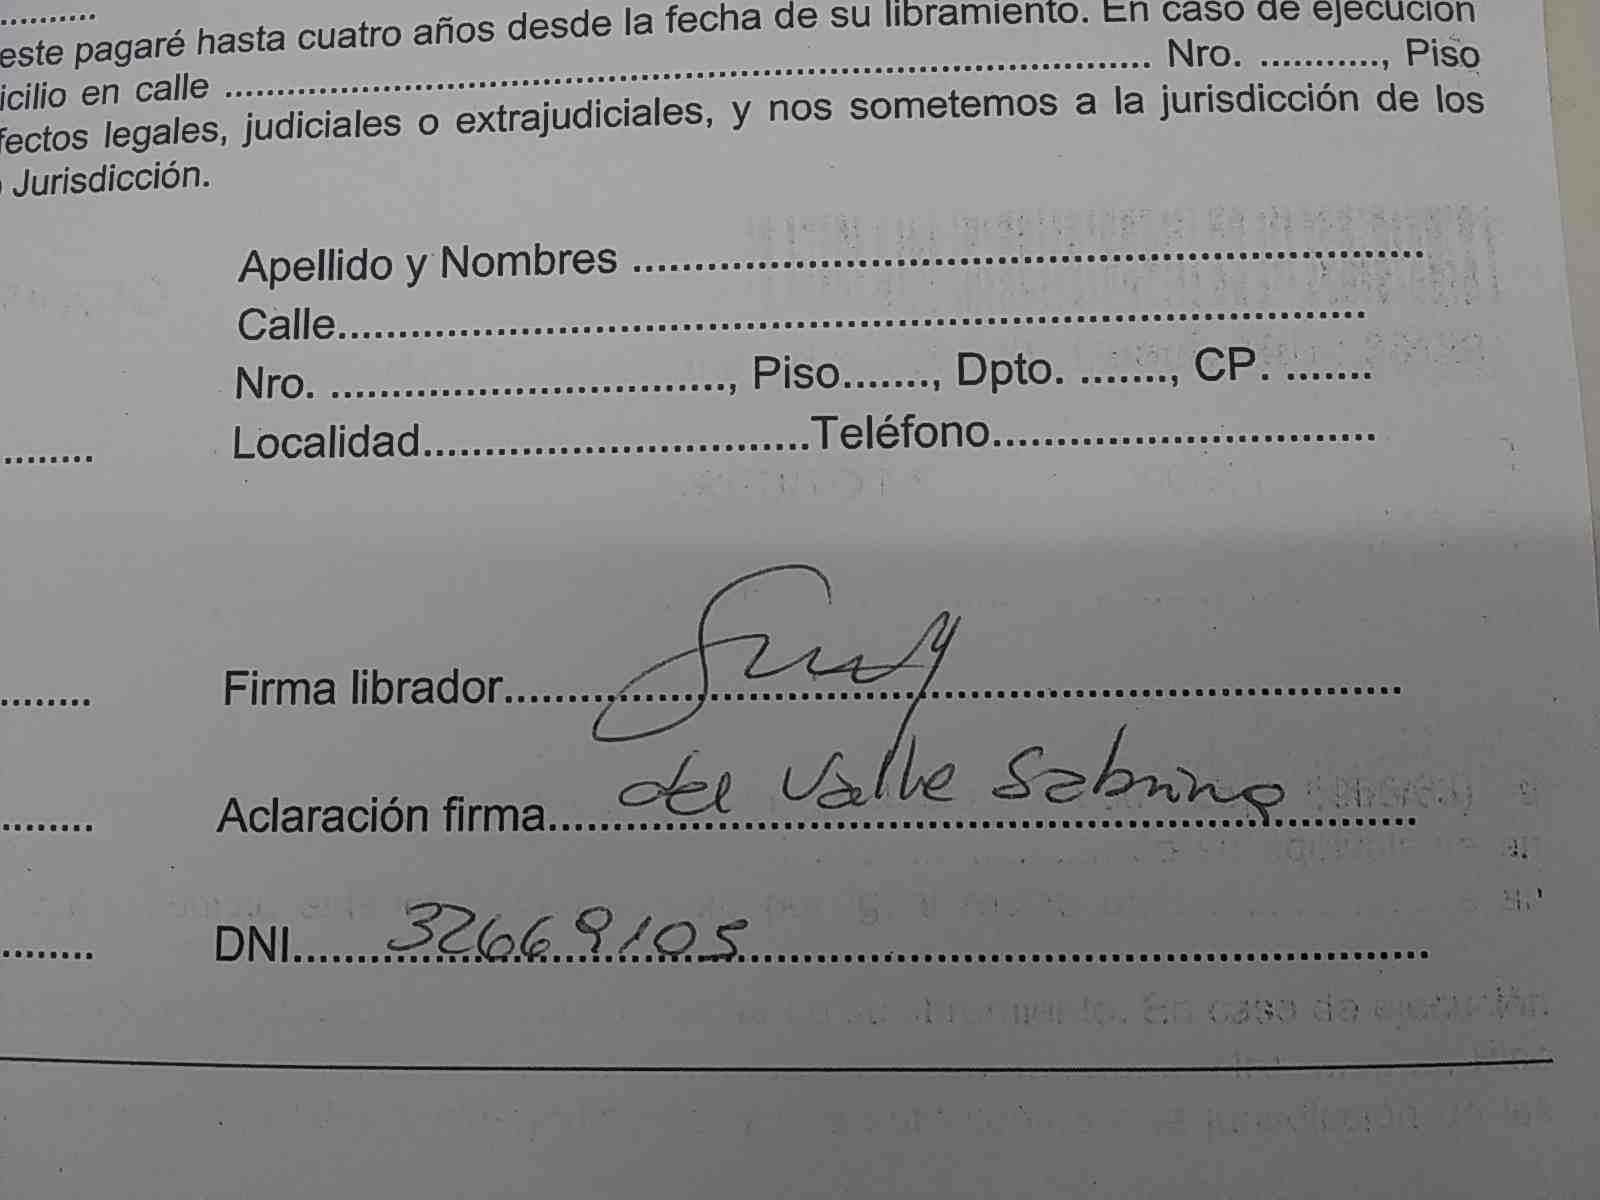 este pagaré hasta cuatro años desde la fecha de su libramiento. En caso de ejecución
icilio en calle ........................................................................ Nro. ..........., Piso
fectos legales, judiciales o extrajudiciales, y nos sometemos a la jurisdicción de los
Jurisdicción.
Apellido y Nombres ................................................................
Calle....................................................................................
Nro. ................................, Piso......., Dpto. ......., CP. .......
Localidad...............................Teléfono...............................
Firma librador.........................................................................
Aclaración firma... del Valle Sabrina
DNI... 32669105